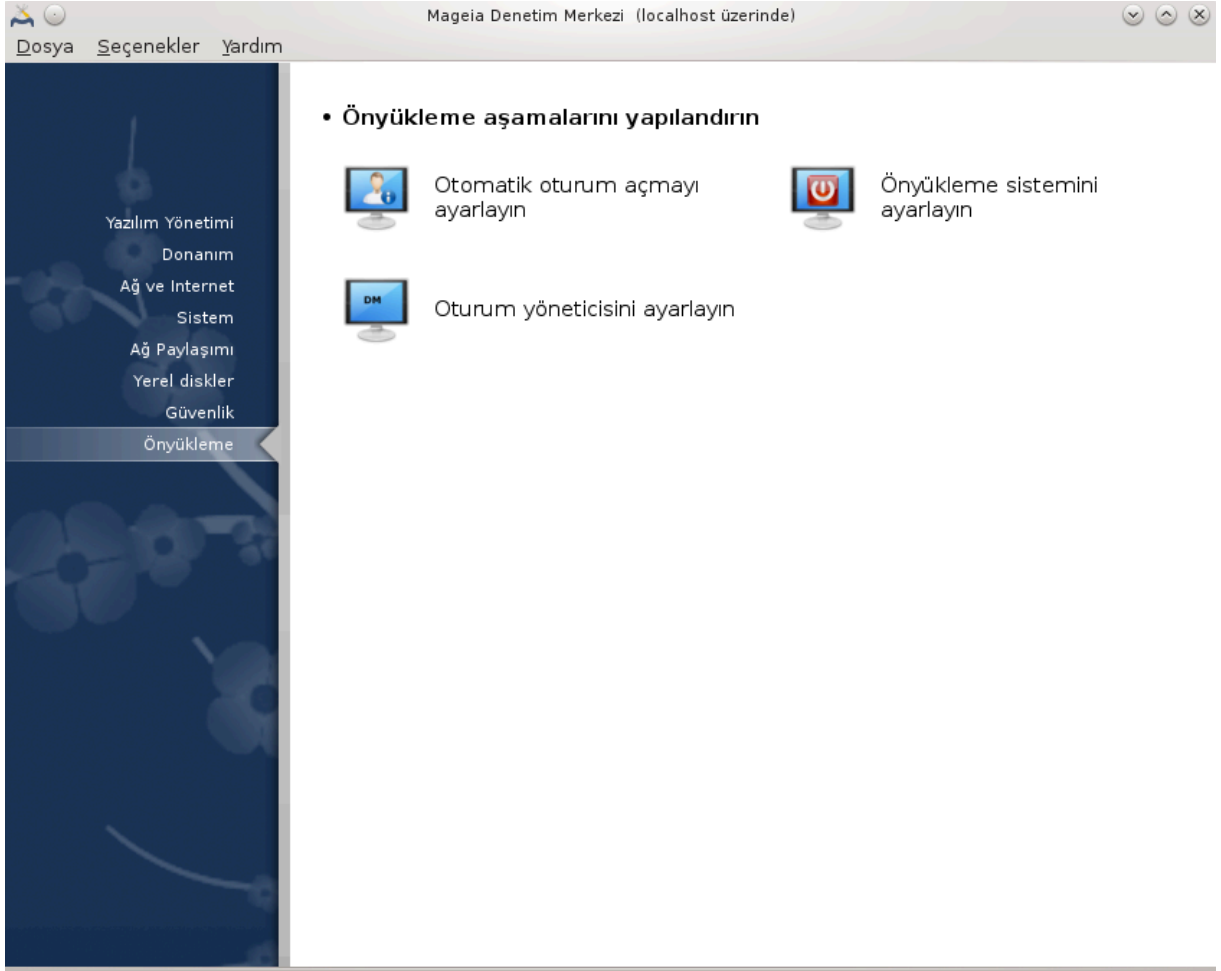 Mageia Denetim Merkezi (localhost üzerinde)
Dosya Seçenekler Yardım
Yazılım Yönetimi
Donanım
Ağ ve Internet
Sistem
Ağ Paylaşımı
Yerel diskler
Güvenlik
Önyükleme
• Önyükleme aşamalarını yapılandırın
Otomatik oturum açmayı
ayarlayın
Önyükleme sistemini
ayarlayın
DM
Oturum yöneticisini ayarlayın